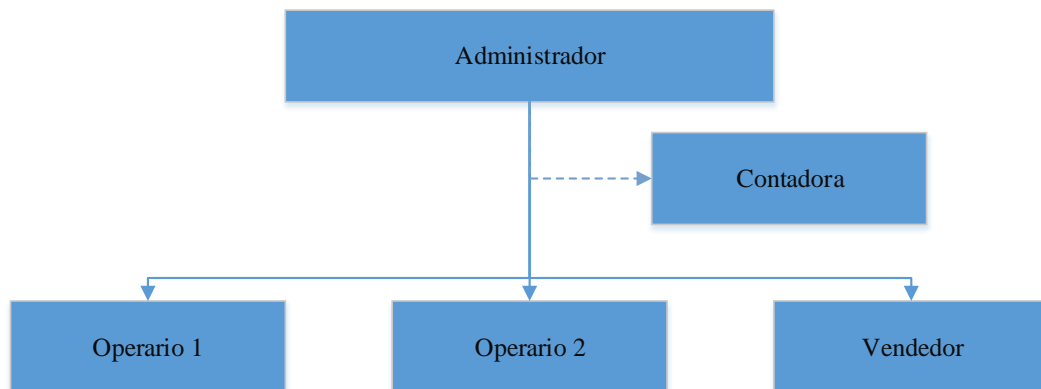 Administrador
Contadora
Operario 1
Operario 2
Vendedor